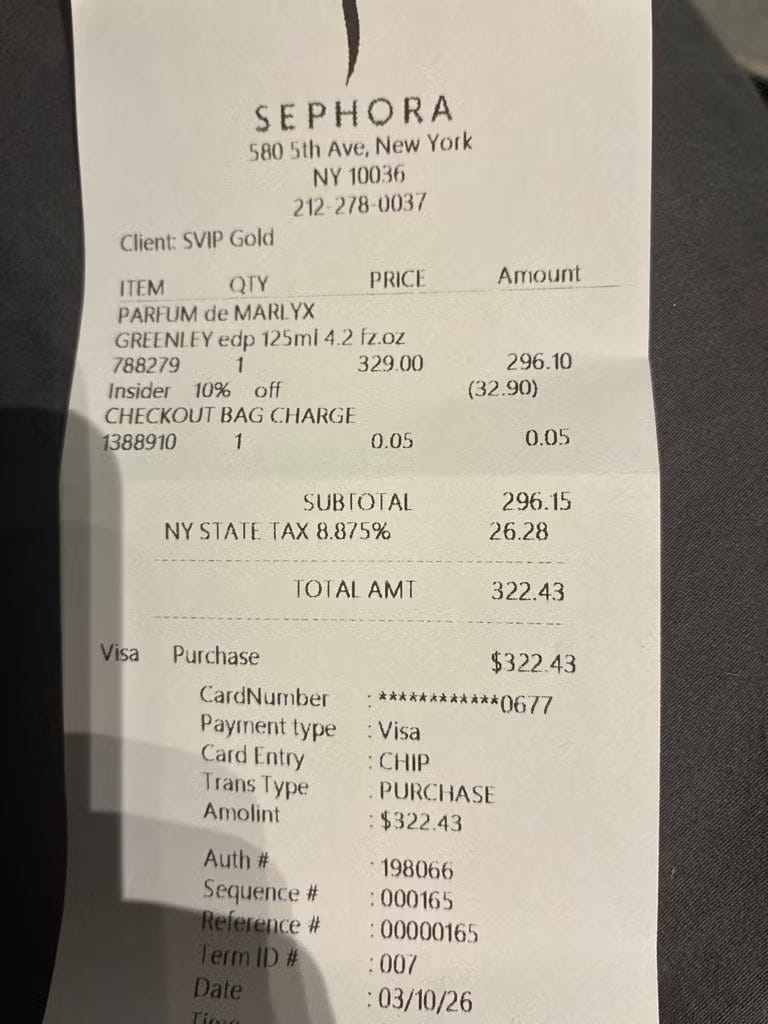 SEPHORA
580 5th Ave, New York
NY 10036
212-278-0037
Client: SVIP Gold
ITEM QTY PRICE Amount
PARFUM de MARLYX
GREENLEY edp 125ml 4.2 fz.oz
788279 1 329.00 296.10
Insider 10% off (32.90)
CHECKOUT BAG CHARGE
1388910 1 0.05 0.05
SUBTOTAL 296.15
NY STATE TAX 8.875% 26.28
TOTAL AMT 322.43
Visa Purchase $322.43
CardNumber : ************0677
Payment type : Visa
Card Entry : CHIP
Trans Type . PURCHASE
Amolint : $322.43
Auth # : 198066
Sequence # : 000165
Reference # : 00000165
Term ID # : 007
Date : 03/10/26
Time